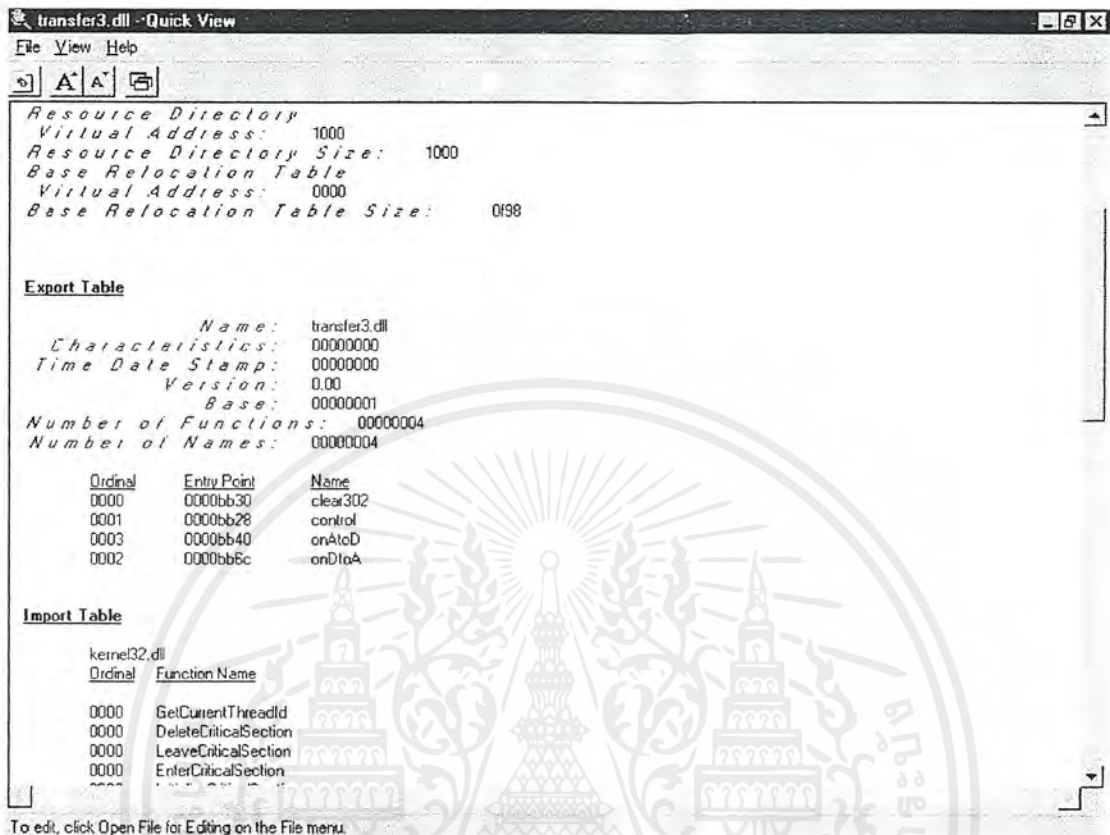 transfer3.dll - Quick View
File View Help
Resource Directory
Virtual Address: 1000
Resource Directory Size: 1000
Base Relocation Table
Virtual Address: 0000
Base Relocation Table Size: 0f98
Export Table
Name: transfer3.dll
Characteristics: 00000000
Time Date Stamp: 00000000
Version: 0.00
Base: 00000001
Number of Functions: 00000004
Number of Names: 00000004
Ordinal Entry Point Name
0000 0000bb30 clear302
0001 0000bb28 control
0003 0000bb40 onAtoD
0002 0000bb6c onDtoA
Import Table
kernel32.dll
Ordinal Function Name
0000 GetCurrentThreadId
0000 DeleteCriticalSection
0000 LeaveCriticalSection
0000 EnterCriticalSection
To edit, click Open File for Editing on the File menu.